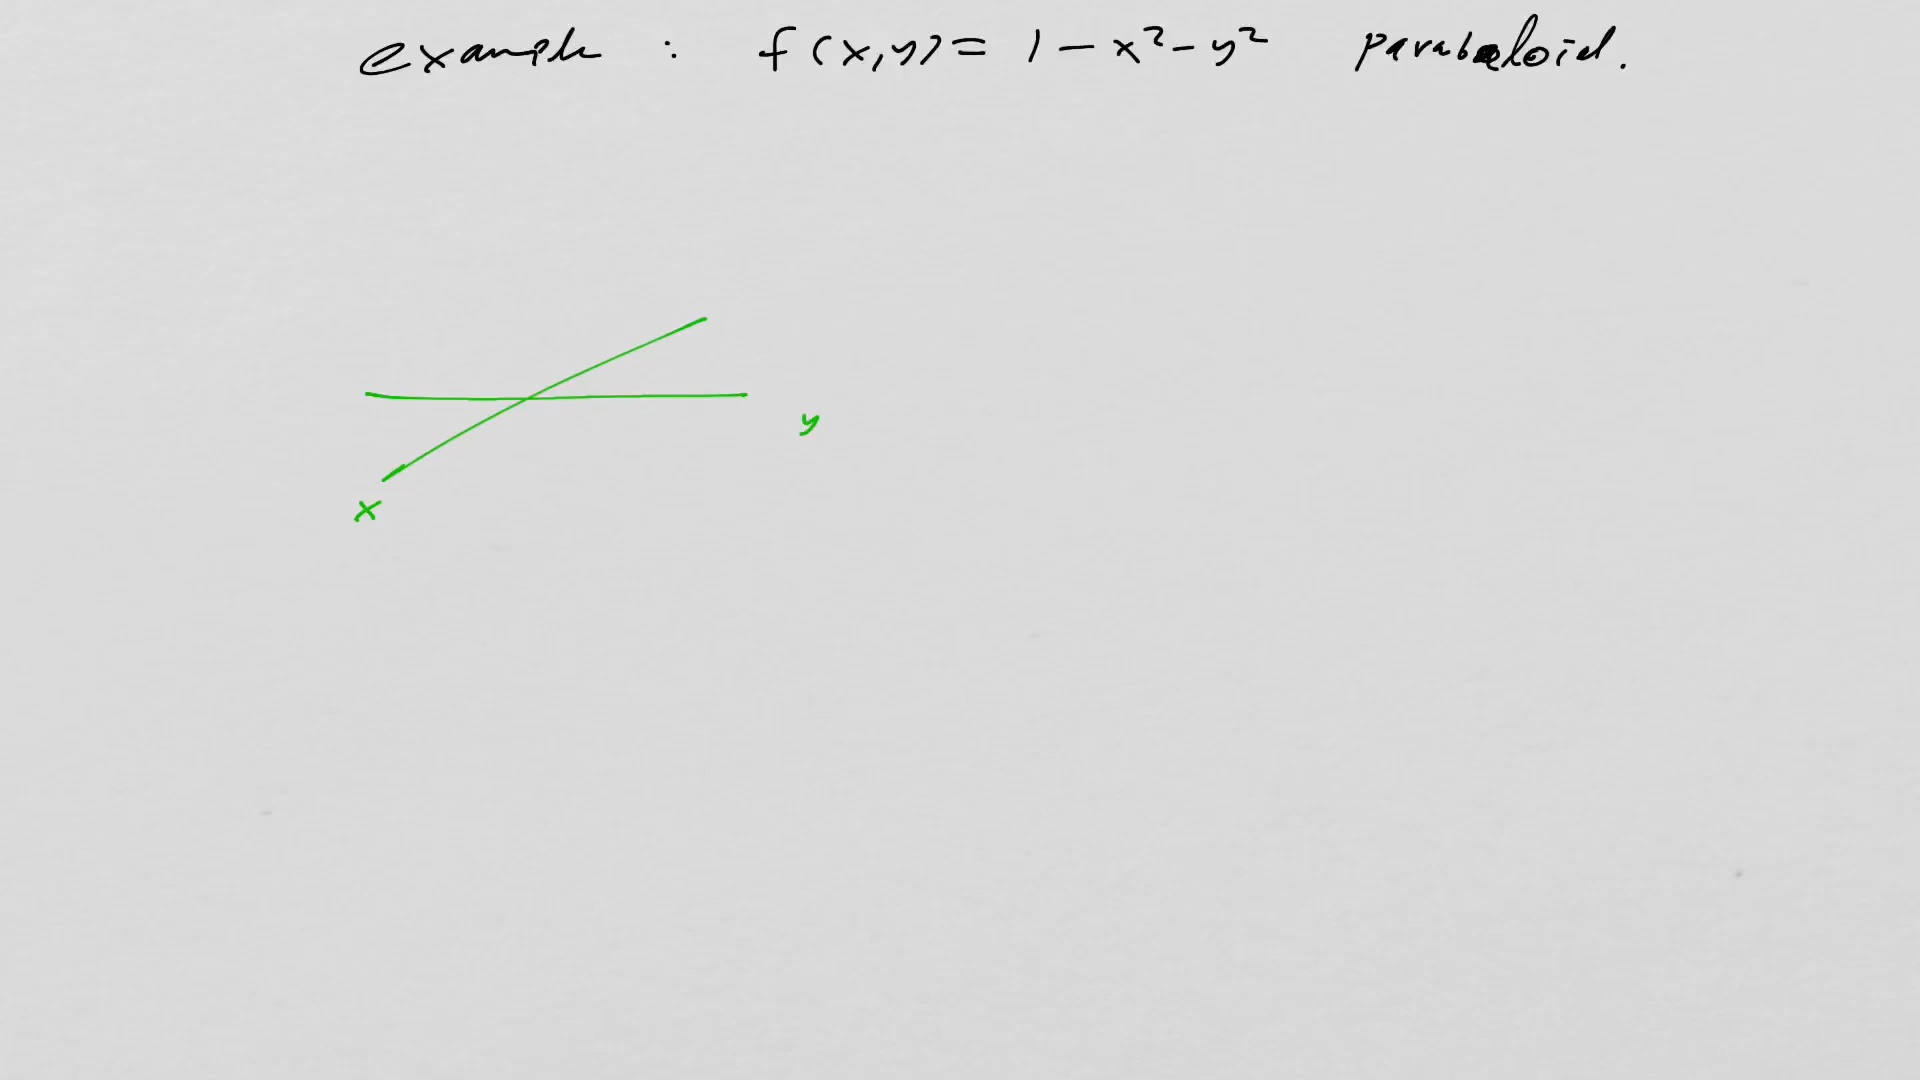 example : f(x,y) = 1 - x² - y² paraboloid.
y
x